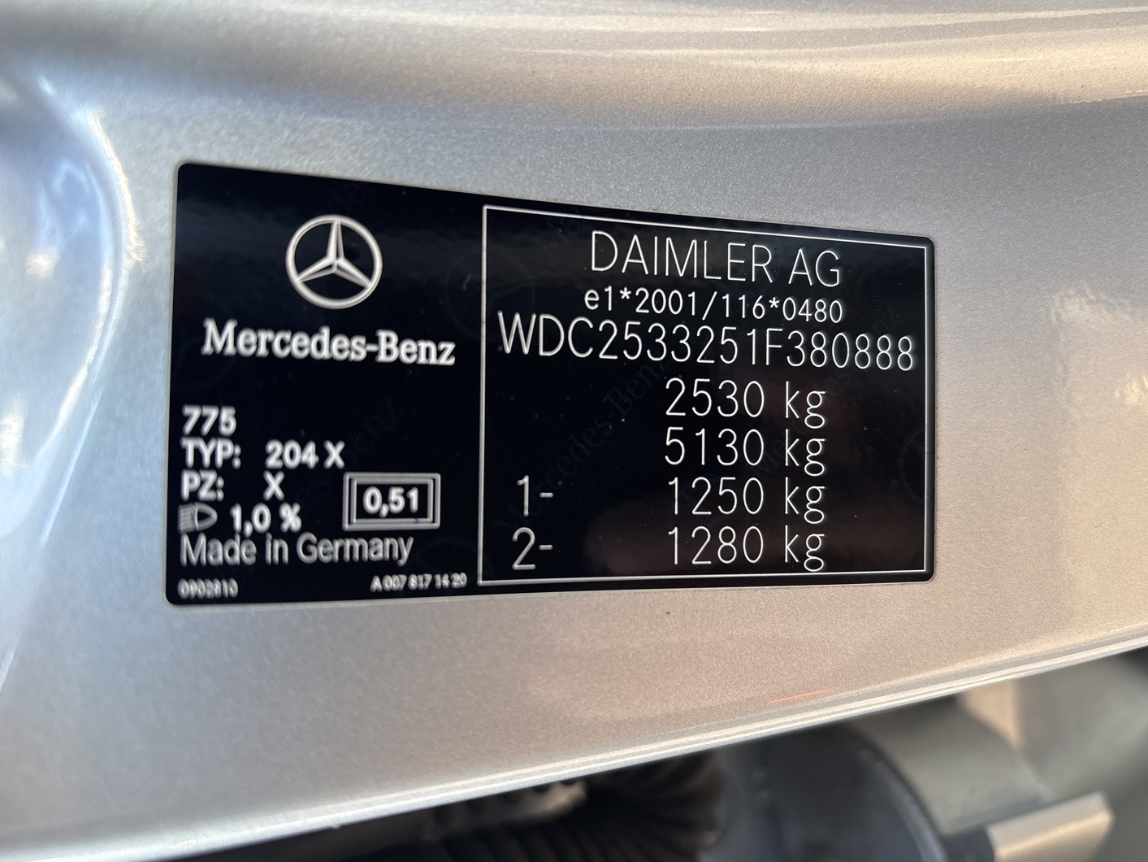 Mercedes-Benz
775
TYP: 204 X
PZ: X
1,0 %
0,51
Made in Germany
0902810
A 007 817 14 20
DAIMLER AG
e1*2001/116*0480
WDC2533251F380888
2530 kg
5130 kg
1- 1250 kg
2- 1280 kg